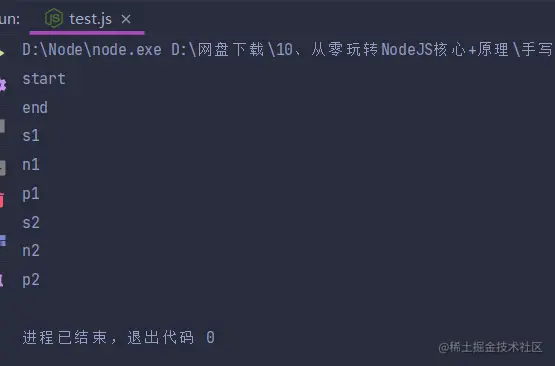 un: JS test.js ×
D:\Node\node.exe D:\网盘下载\10、从零玩转NodeJS核心+原理\手写
start
end
s1
n1
p1
s2
n2
p2
进程已结束，退出代码 0
@稀土掘金技术社区